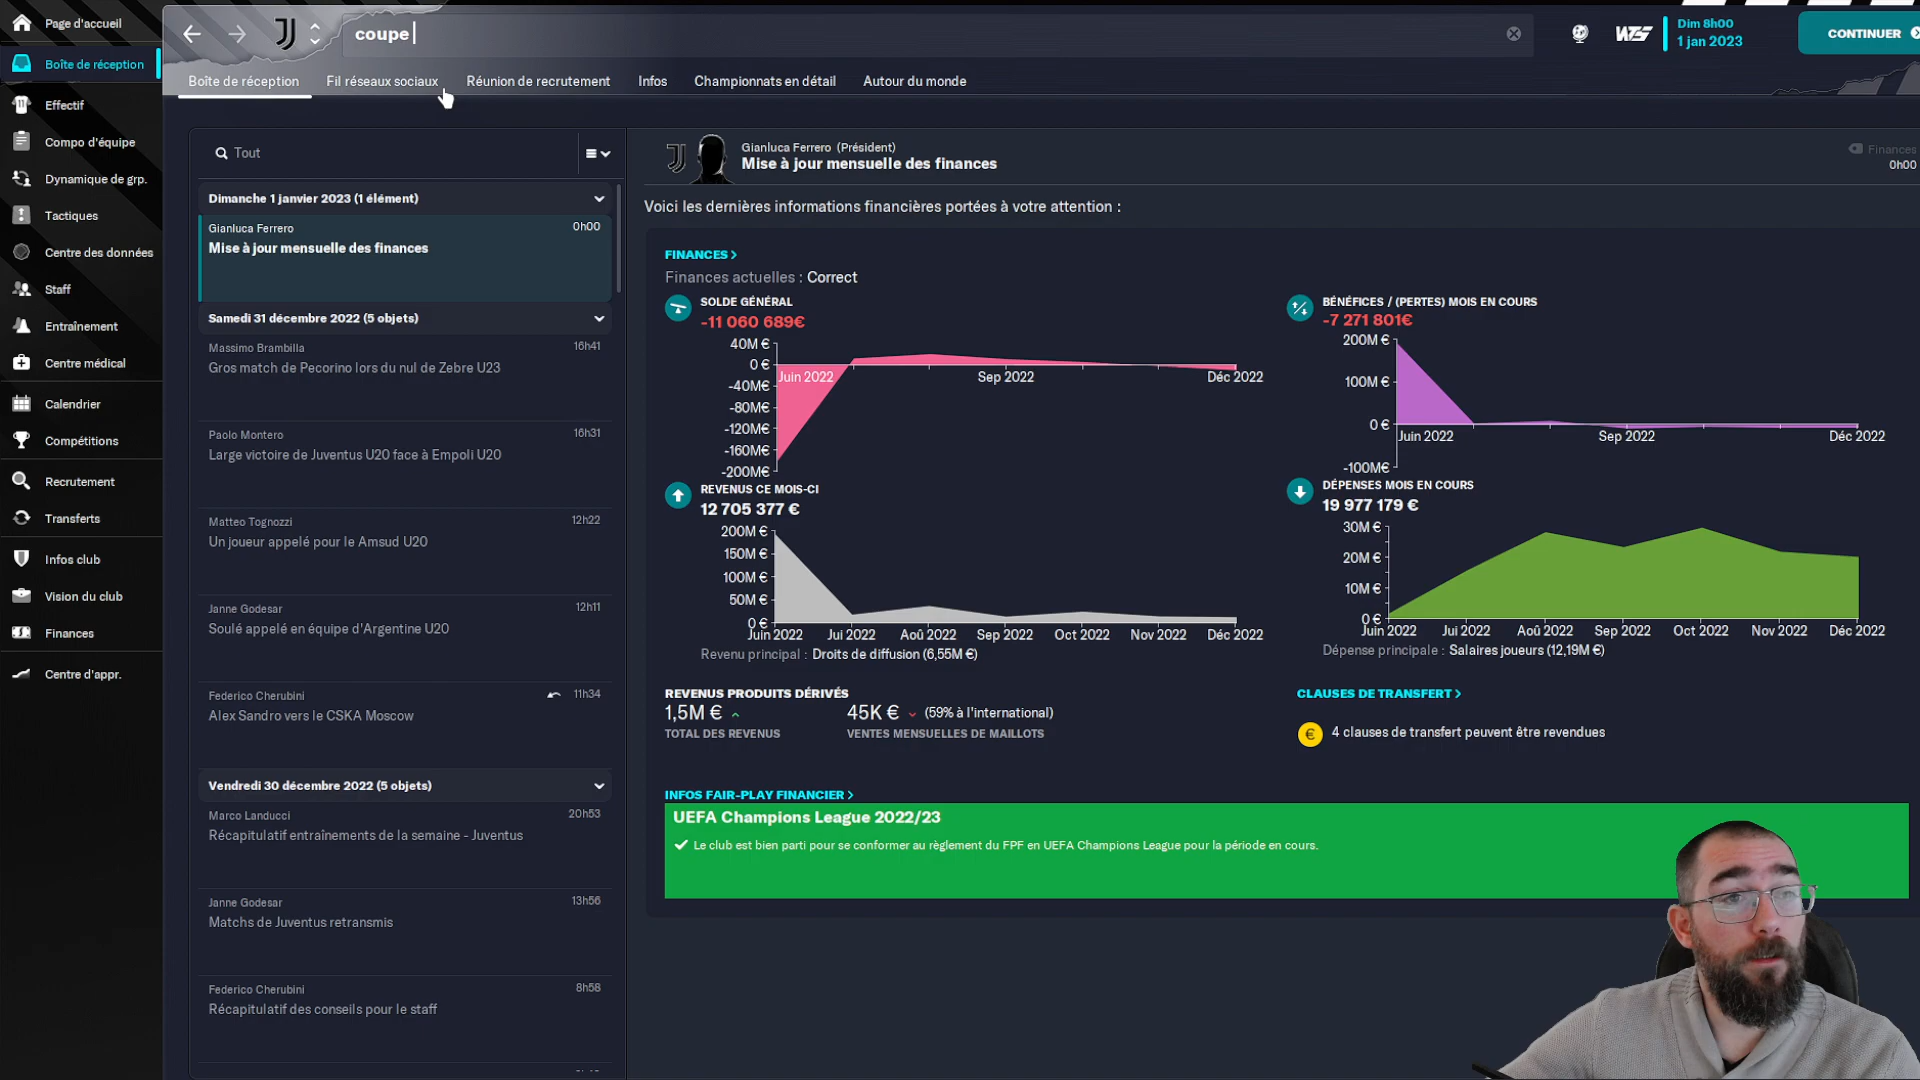 Page d'accueil
Boîte de réception
Effectif
Compo d'équipe
Dynamique de grp.
Tactiques
Centre des données
Staff
Entraînement
Centre médical
Calendrier
Compétitions
Recrutement
Transferts
Infos club
Vision du club
Finances
Centre d'appr.
coupe
Dim 8h00
1 jan 2023
CONTINUER
Boîte de réception
Fil réseaux sociaux
Réunion de recrutement
Infos
Championnats en détail
Autour du monde
Tout
Dimanche 1 janvier 2023 (1 élément)
Gianluca Ferrero 0h00
Mise à jour mensuelle des finances
Samedi 31 décembre 2022 (5 objets)
Massimo Brambilla 16h41
Gros match de Pecorino lors du nul de Zebre U23
Paolo Montero 16h31
Large victoire de Juventus U20 face à Empoli U20
Matteo Tognozzi 12h22
Un joueur appelé pour le Amsud U20
Janne Godesar 12h11
Soulé appelé en équipe d'Argentine U20
Federico Cherubini 11h34
Alex Sandro vers le CSKA Moscow
Vendredi 30 décembre 2022 (5 objets)
Marco Landucci 20h53
Récapitulatif entraînements de la semaine - Juventus
Janne Godesar 13h56
Matchs de Juventus retransmis
Federico Cherubini 8h58
Récapitulatif des conseils pour le staff
Gianluca Ferrero (Président)
Mise à jour mensuelle des finances
Finances
0h00
Voici les dernières informations financières portées à votre attention :
FINANCES >
Finances actuelles : Correct
SOLDE GÉNÉRAL
-11 060 689€
40M €
0 €
-40M€
-80M€
-120M€
-160M€
-200M€
Juin 2022 Sep 2022 Déc 2022
BÉNÉFICES / (PERTES) MOIS EN COURS
-7 271 801€
200M €
100M €
0 €
-100M€
Juin 2022 Sep 2022 Déc 2022
REVENUS CE MOIS-CI
12 705 377 €
200M €
150M €
100M €
50M €
0 €
Juin 2022 Jui 2022 Aoû 2022 Sep 2022 Oct 2022 Nov 2022 Déc 2022
Revenu principal : Droits de diffusion (6,55M €)
DÉPENSES MOIS EN COURS
19 977 179 €
30M €
20M €
10M €
0 €
Juin 2022 Jui 2022 Aoû 2022 Sep 2022 Oct 2022 Nov 2022 Déc 2022
Dépense principale : Salaires joueurs (12,19M €)
REVENUS PRODUITS DÉRIVÉS
1,5M € 45K € (59% à l'international)
TOTAL DES REVENUS VENTES MENSUELLES DE MAILLOTS
CLAUSES DE TRANSFERT >
€ 4 clauses de transfert peuvent être revendues
INFOS FAIR-PLAY FINANCIER >
UEFA Champions League 2022/23
Le club est bien parti pour se conformer au règlement du FPF en UEFA Champions League pour la période en cours.